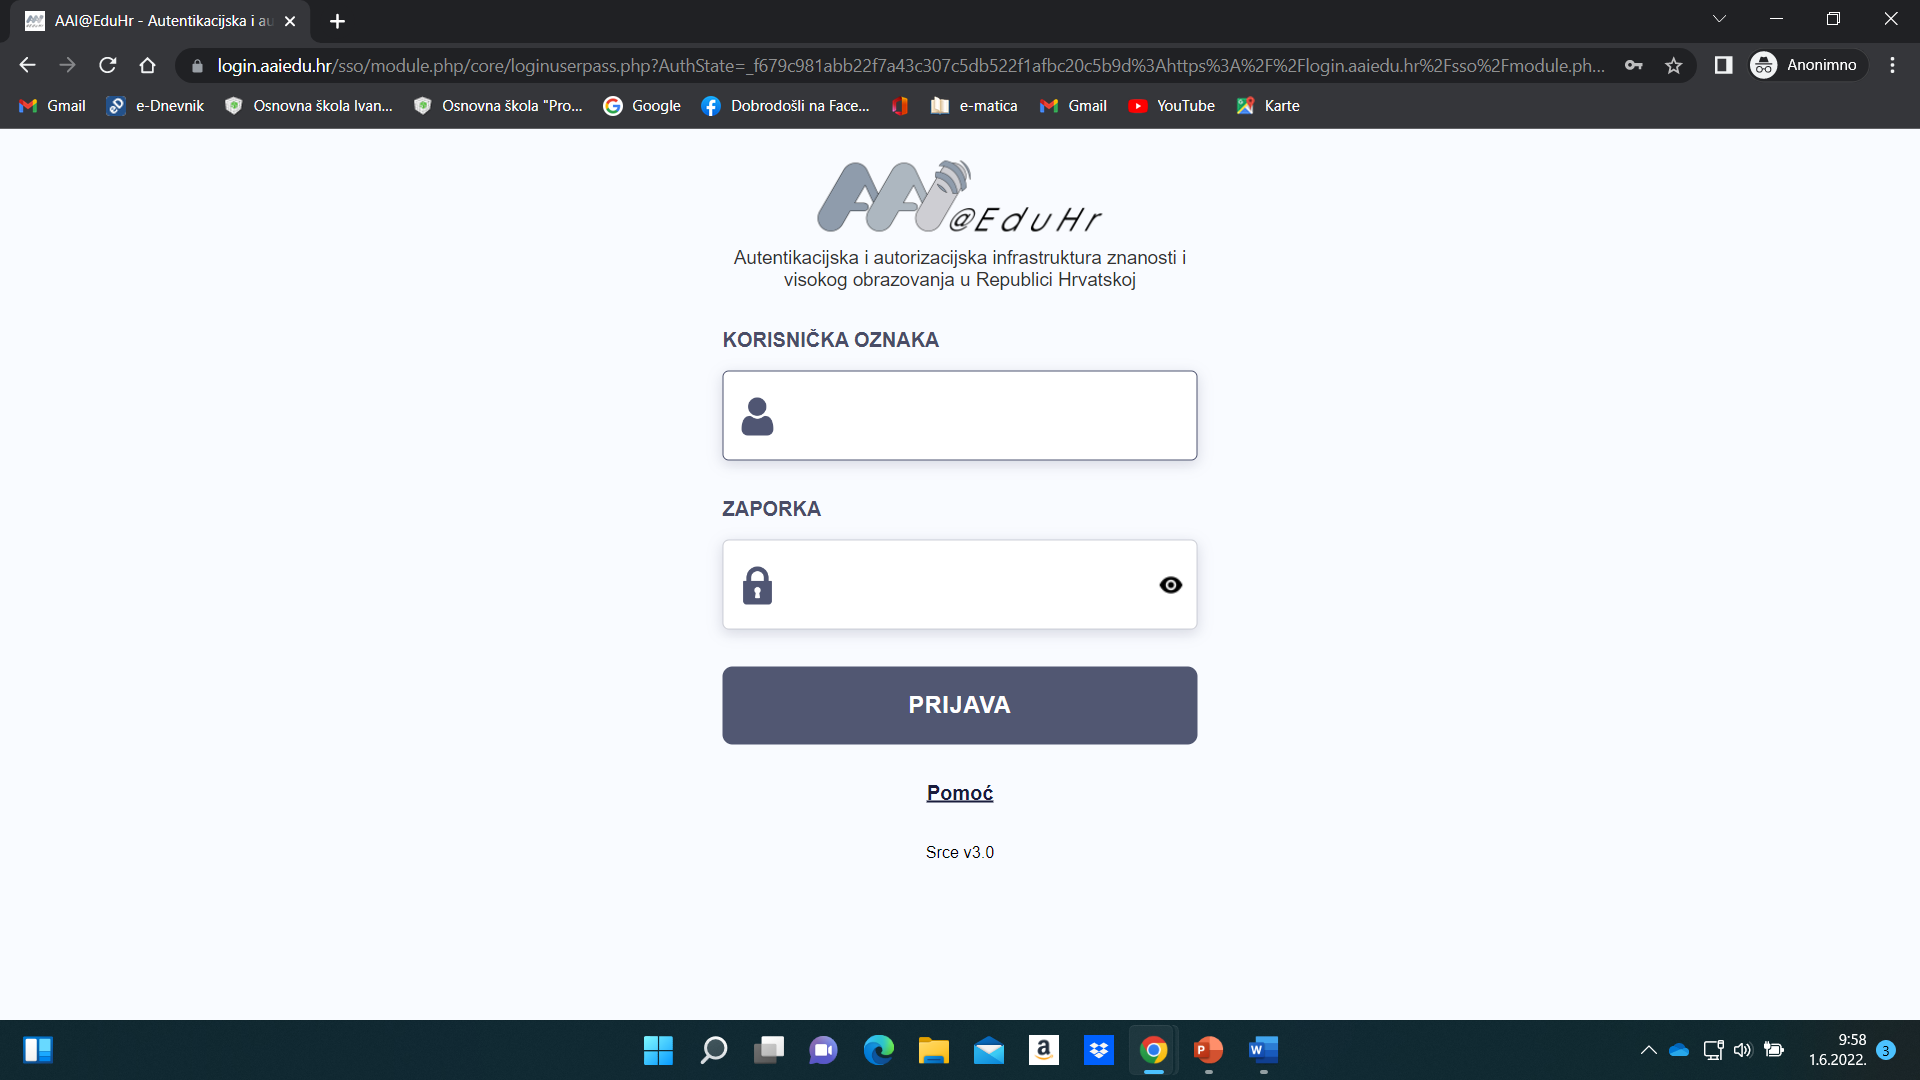 AAI@EduHr - Autentikacijska i au
login.aaiedu.hr/sso/module.php/core/loginuserpass.php?AuthState=_f679c981abb22f7a43c307c5db522f1afbc20c5b9d%3Ahttps%3A%2F%2Flogin.aaiedu.hr%2Fsso%2Fmodule.ph...
Anonimno
Gmail e-Dnevnik Osnovna škola Ivan... Osnovna škola "Pro... Google Dobrodošli na Face... e-matica Gmail YouTube Karte
AAI@EduHr
Autentikacijska i autorizacijska infrastruktura znanosti i
visokog obrazovanja u Republici Hrvatskoj
KORISNIČKA OZNAKA
ZAPORKA
PRIJAVA
Pomoć
Srce v3.0
9:58
1.6.2022.
3